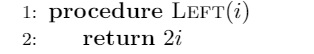 1: procedure LEFT(i)
2: return 2i